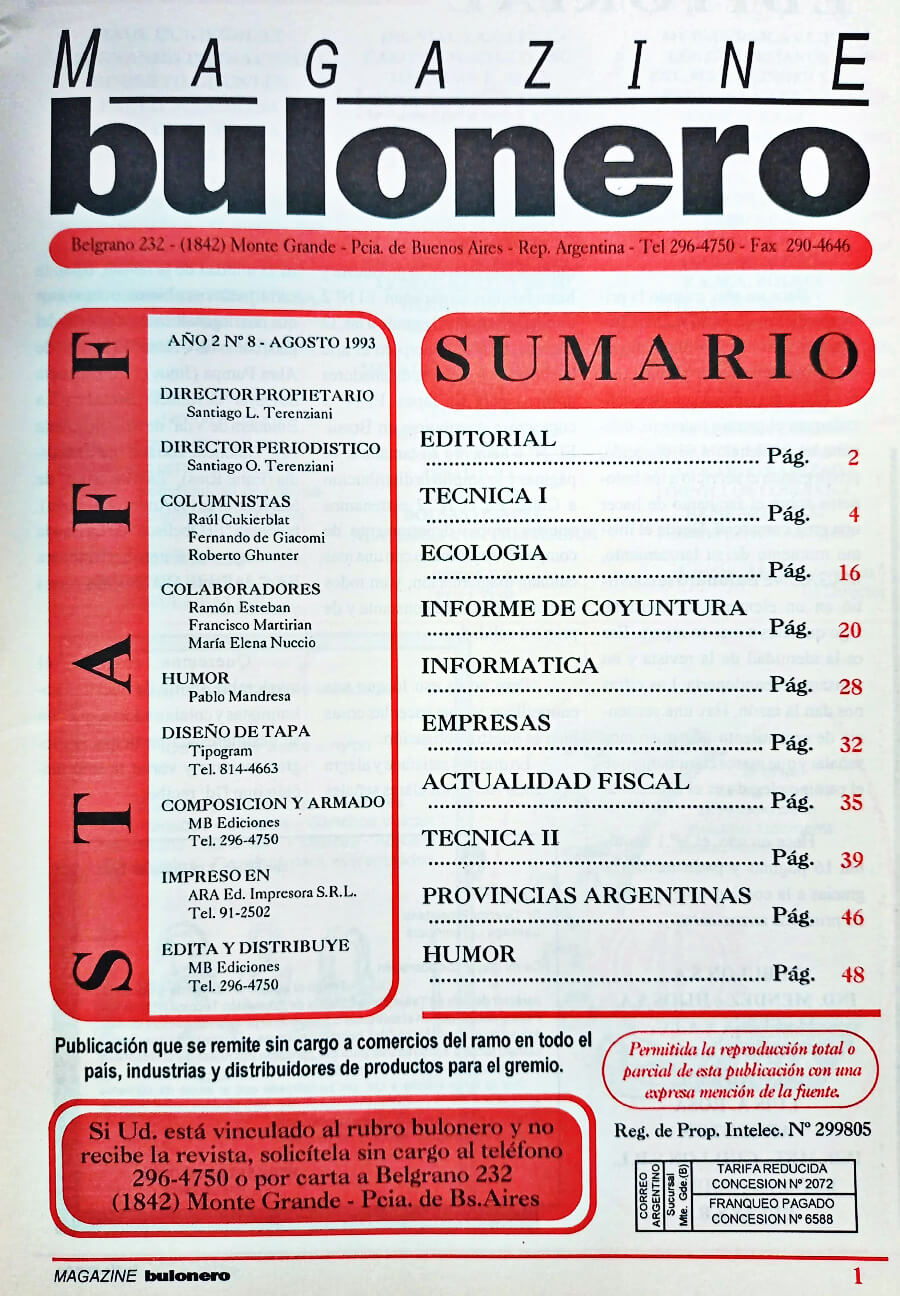 MAGAZINE
bulonero
Belgrano 232 - (1842) Monte Grande - Pcia. de Buenos Aires - Rep. Argentina - Tel 296-4750 - Fax 290-4646
STAFF
AÑO 2 Nº 8 - AGOSTO 1993
DIRECTOR PROPIETARIO
Santiago L. Terenziani
DIRECTOR PERIODISTICO
Santiago O. Terenziani
COLUMNISTAS
Raúl Cukierblat
Fernando de Giacomi
Roberto Ghunter
COLABORADORES
Ramón Esteban
Francisco Martirian
María Elena Nuccio
HUMOR
Pablo Mandresa
DISEÑO DE TAPA
Tipogram
Tel. 814-4663
COMPOSICION Y ARMADO
MB Ediciones
Tel. 296-4750
IMPRESO EN
ARA Ed. Impresora S.R.L.
Tel. 91-2502
EDITA Y DISTRIBUYE
MB Ediciones
Tel. 296-4750
SUMARIO
EDITORIAL
Pág. 2
TECNICA I
Pág. 4
ECOLOGIA
Pág. 16
INFORME DE COYUNTURA
Pág. 20
INFORMATICA
Pág. 28
EMPRESAS
Pág. 32
ACTUALIDAD FISCAL
Pág. 35
TECNICA II
Pág. 39
PROVINCIAS ARGENTINAS
Pág. 46
HUMOR
Pág. 48
Publicación que se remite sin cargo a comercios del ramo en todo el
país, industrias y distribuidores de productos para el gremio.
Si Ud. está vinculado al rubro bulonero y no
recibe la revista, solicítela sin cargo al teléfono
296-4750 o por carta a Belgrano 232
(1842) Monte Grande - Pcia. de Bs.Aires
Permitida la reproducción total o
parcial de esta publicación con una
expresa mención de la fuente.
Reg. de Prop. Intelec. Nº 299805
CORREO
ARGENTINO
Sucursal
Mte. Gde.(B)
TARIFA REDUCIDA
CONCESION Nº 2072
FRANQUEO PAGADO
CONCESION Nº 6588
MAGAZINE bulonero
1